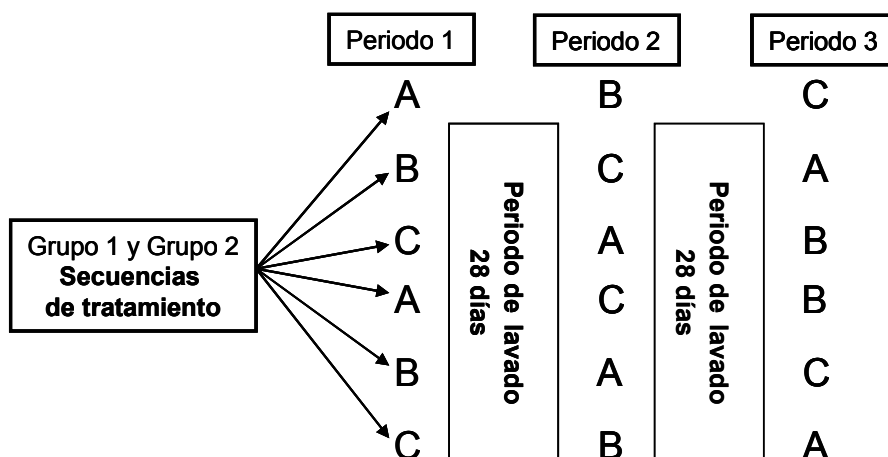 Periodo 1 Periodo 2 Periodo 3
A B C
B C A
Grupo 1 y Grupo 2
Secuencias
de tratamiento
C A B
A C B
B A C
C B A
Periodo de lavado
28 días
Periodo de lavado
28 días